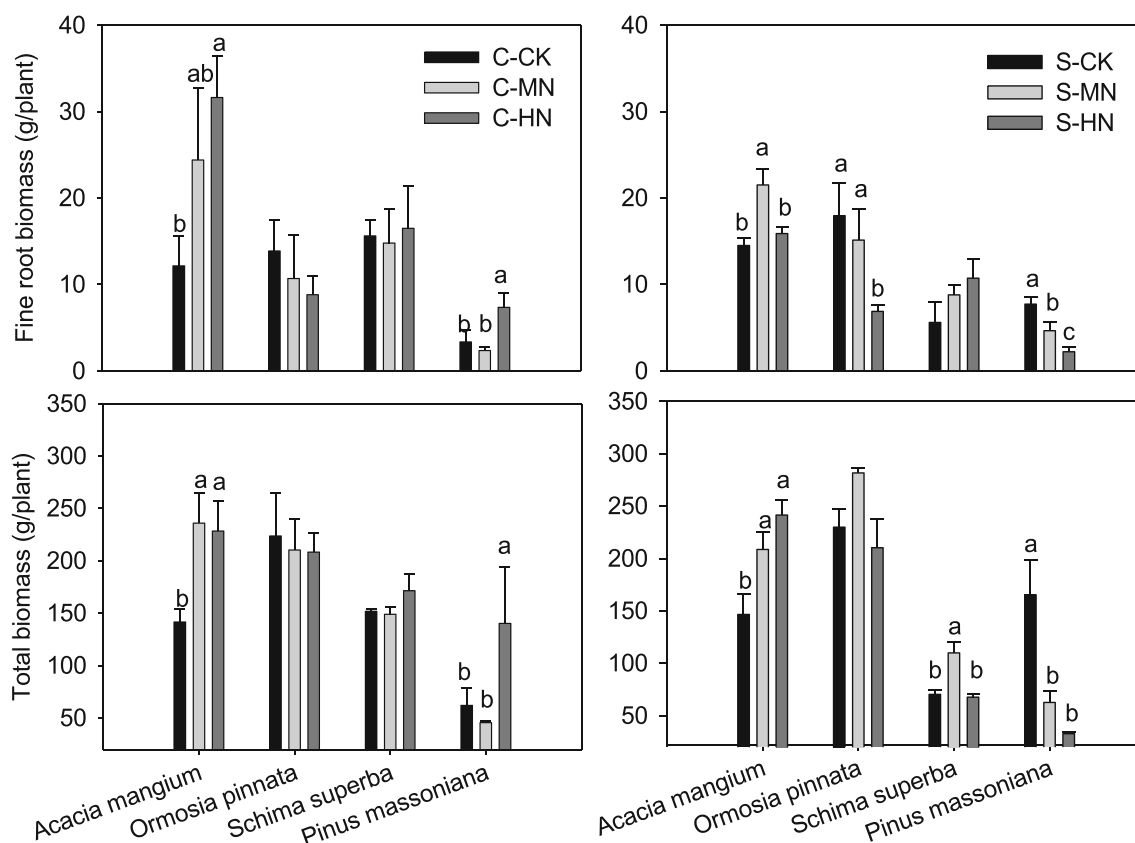 Fine root biomass (g/plant)
40
30
20
10
0
C-CK
C-MN
C-HN
b ab a
b b a
40
30
20
10
0
S-CK
S-MN
S-HN
b a b
a a b
a b c
Total biomass (g/plant)
350
300
250
200
150
100
50
b a a
b b a
Acacia mangium
Ormosia pinnata
Schima superba
Pinus massoniana
350
300
250
200
150
100
50
b a a
b a b
a b b
Acacia mangium
Ormosia pinnata
Schima superba
Pinus massoniana